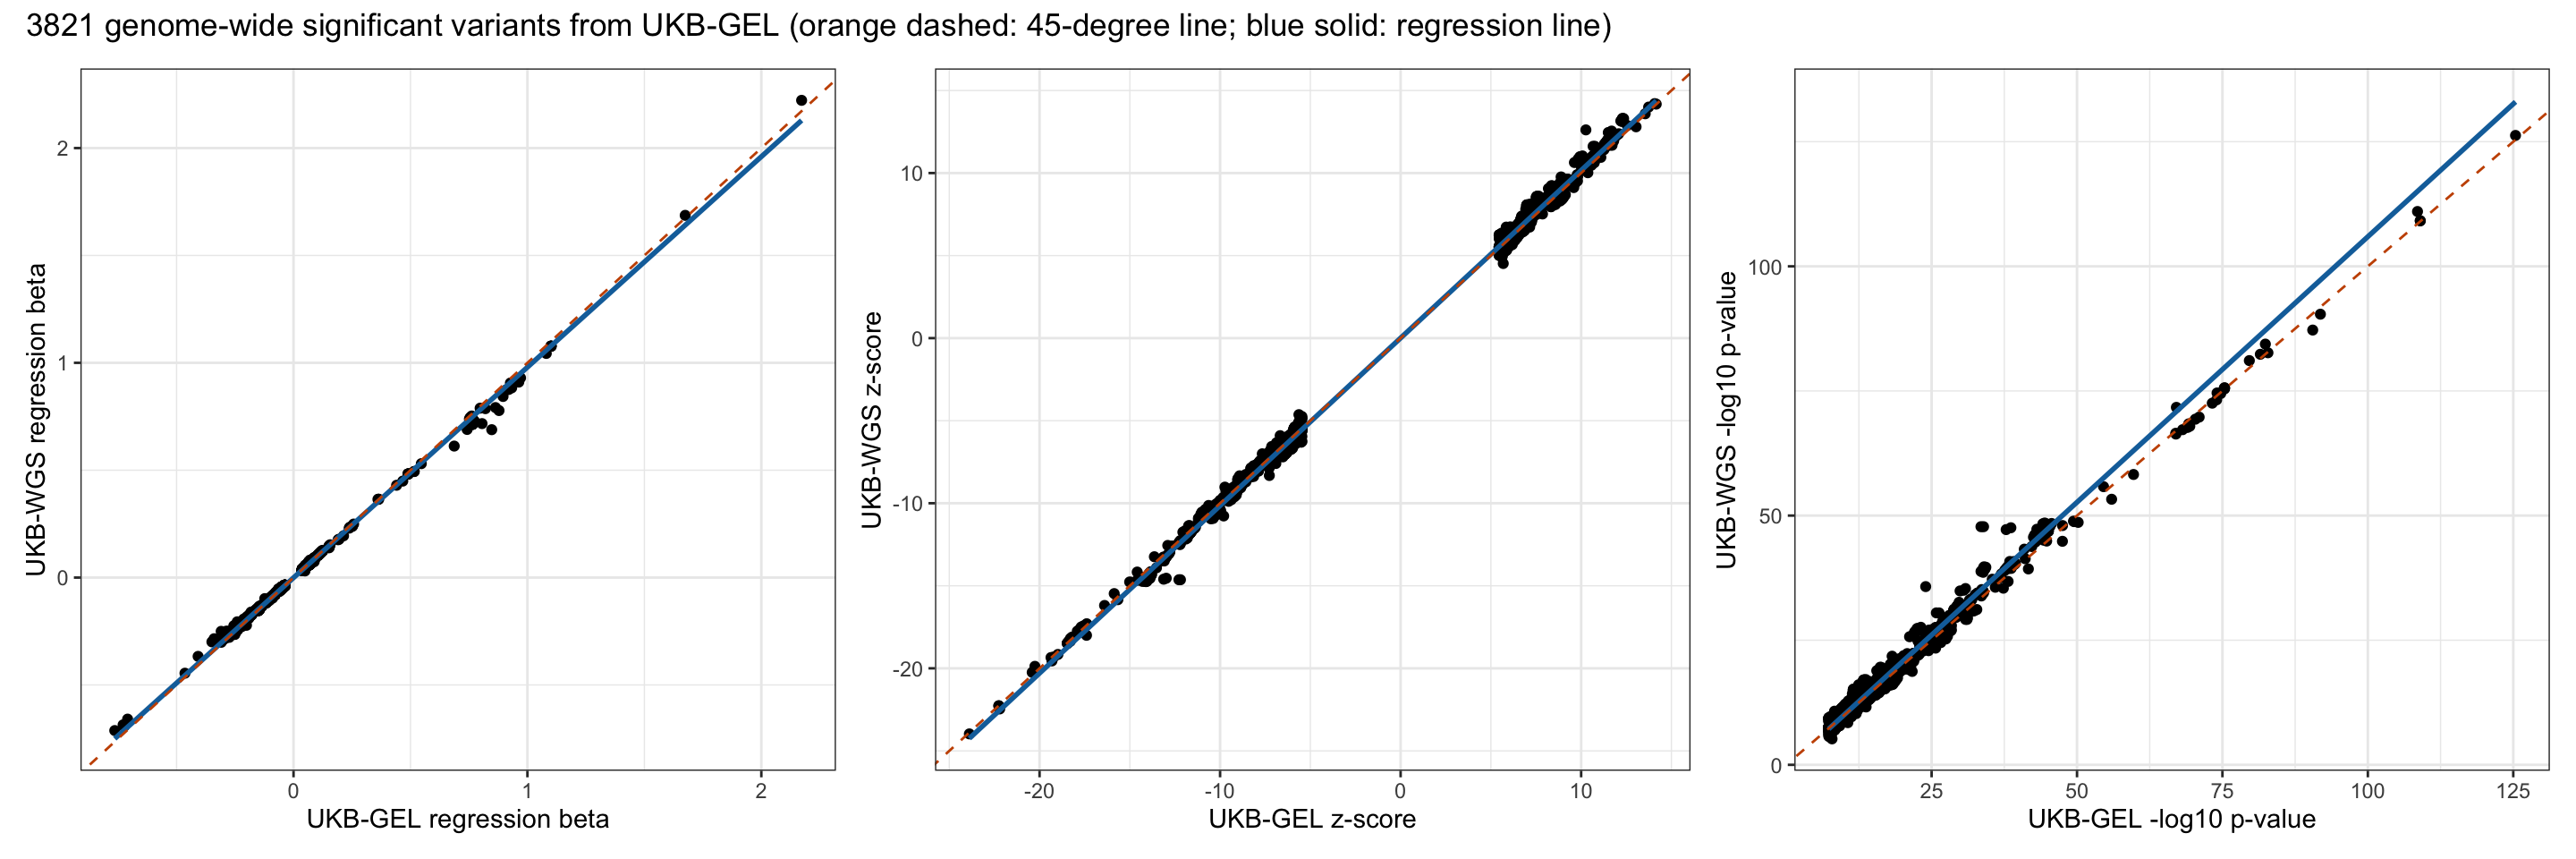 3821 genome-wide significant variants from UKB-GEL (orange dashed: 45-degree line; blue solid: regression line)
UKB-WGS regression beta
2
1
0
0 1 2
UKB-GEL regression beta
UKB-WGS z-score
10
0
-10
-20
-20 -10 0 10
UKB-GEL z-score
UKB-WGS -log10 p-value
100
50
0
25 50 75 100 125
UKB-GEL -log10 p-value